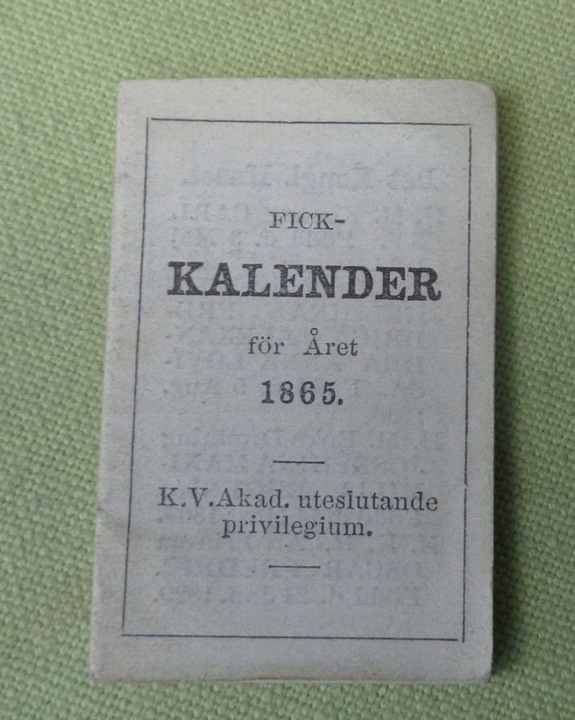 FICK-
KALENDER
för Året
1865.
K.V.Akad. uteslutande
privilegium.